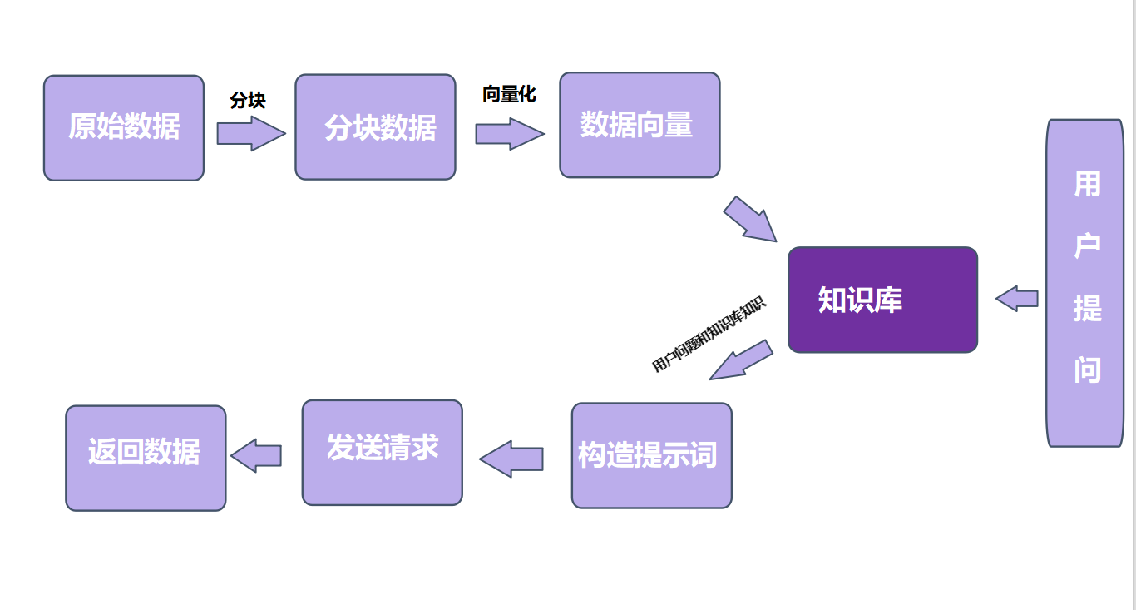 原始数据
分块
分块数据
向量化
数据向量
知识库
用户提问
用户问题和知识库知识
构造提示词
发送请求
返回数据